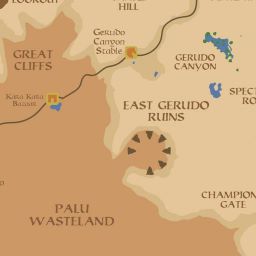 LOOKOUT
HILL
Gerudo
Canyon
Stable
GREAT
CLIFFS
GERUDO
CANYON
Kara Kara
Bazaar
SPECT
RO
EAST GERUDO
RUINS
PALU
WASTELAND
CHAMPION
GATE